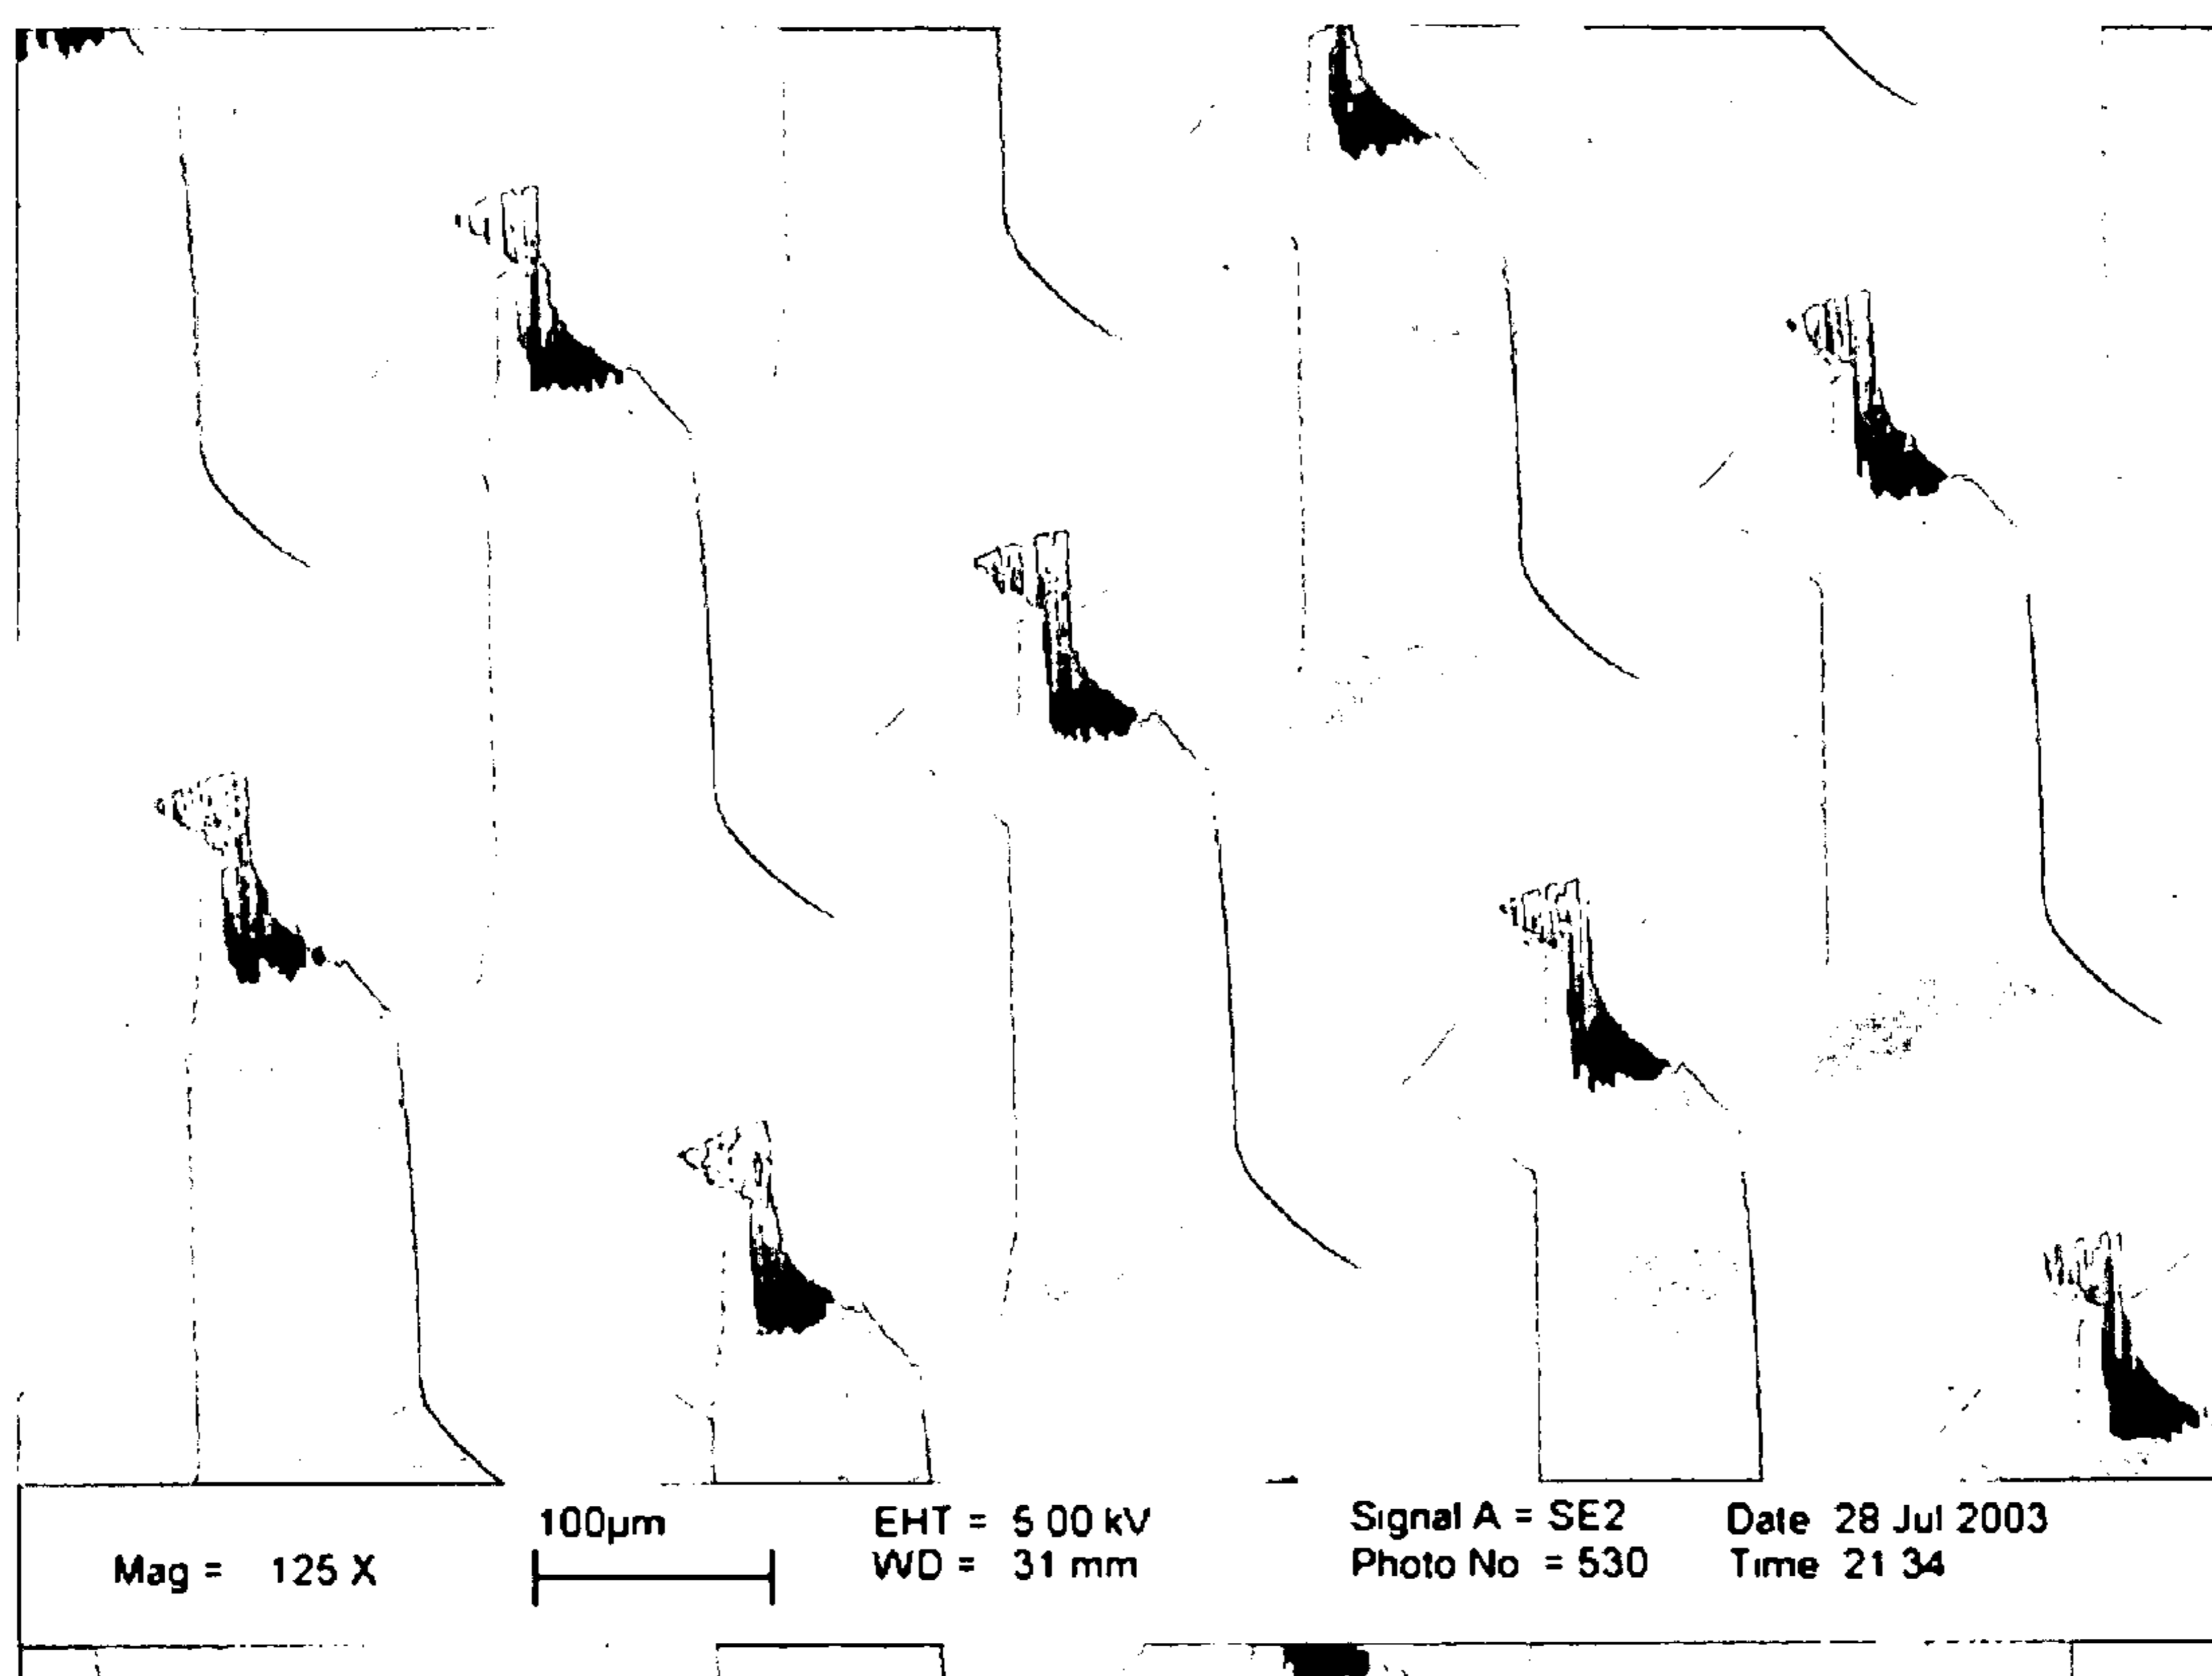 Mag = 125 X
100µm
EHT = 5 00 kV
WD = 31 mm
Signal A = SE2
Photo No = 530
Date 28 Jul 2003
Time 21 34